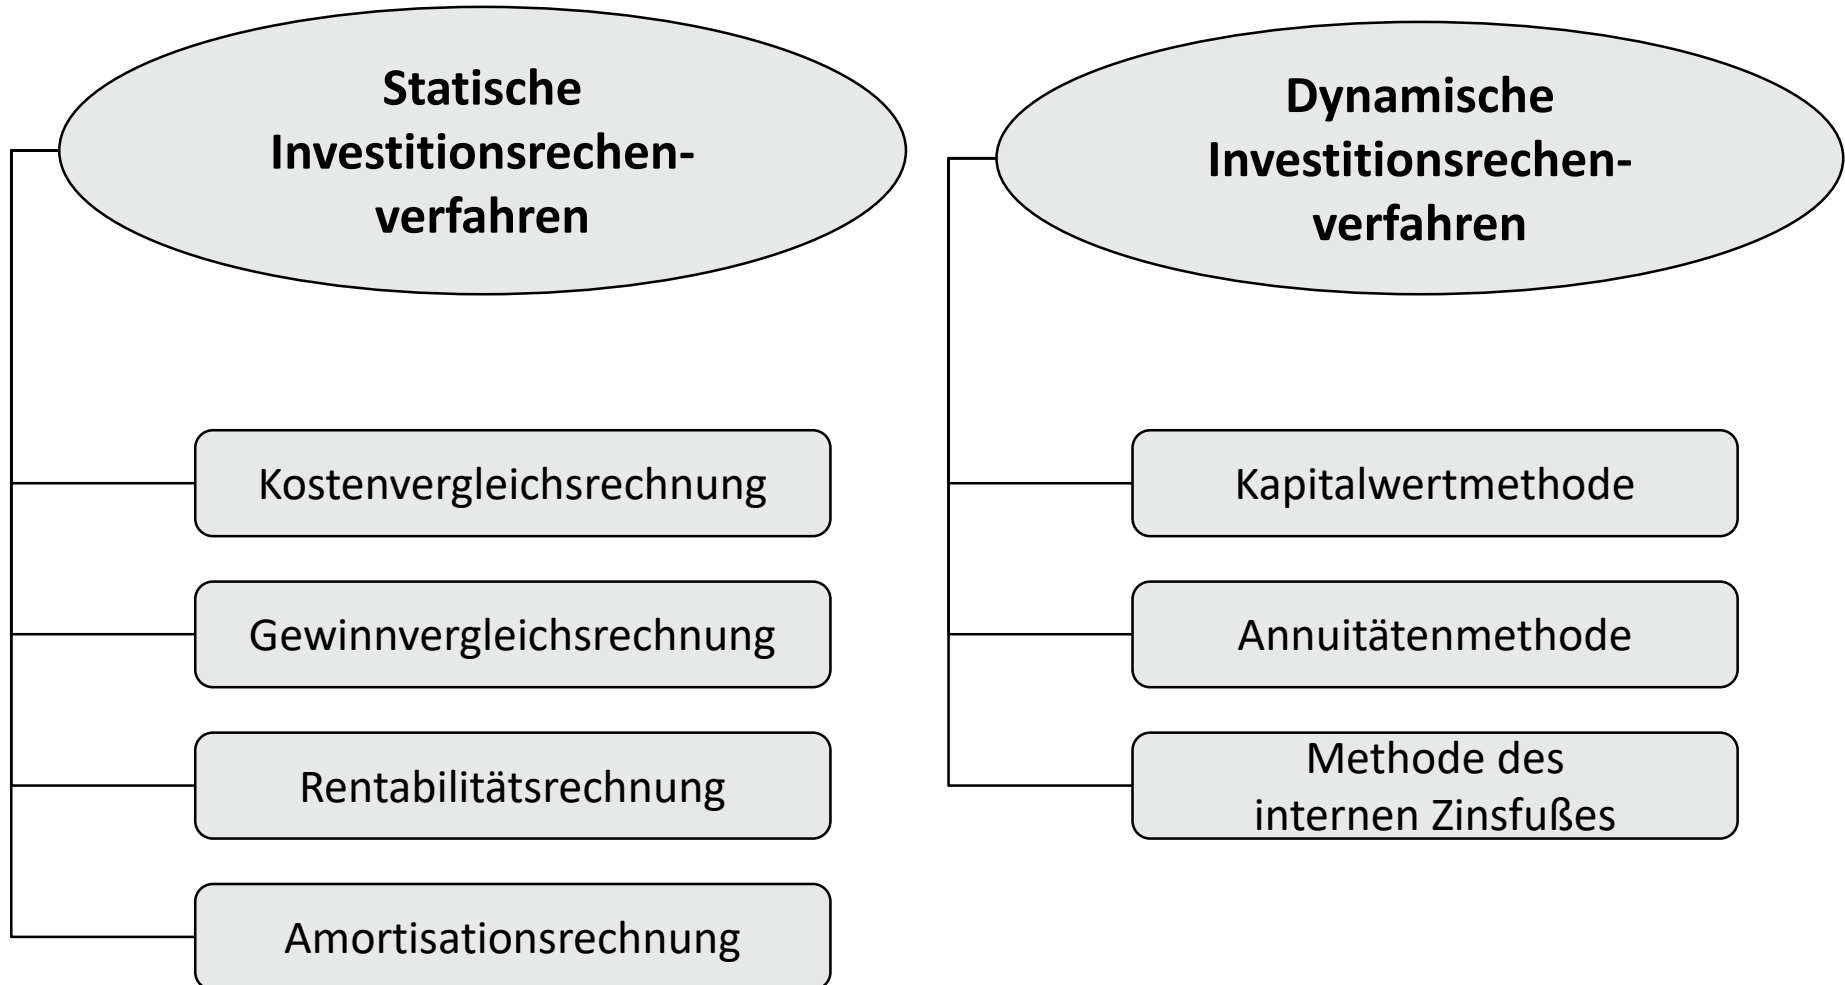 Statische
Investitionsrechen-
verfahren
Kostenvergleichsrechnung
Gewinnvergleichsrechnung
Rentabilitätsrechnung
Amortisationsrechnung
Dynamische
Investitionsrechen-
verfahren
Kapitalwertmethode
Annuitätenmethode
Methode des
internen Zinsfußes